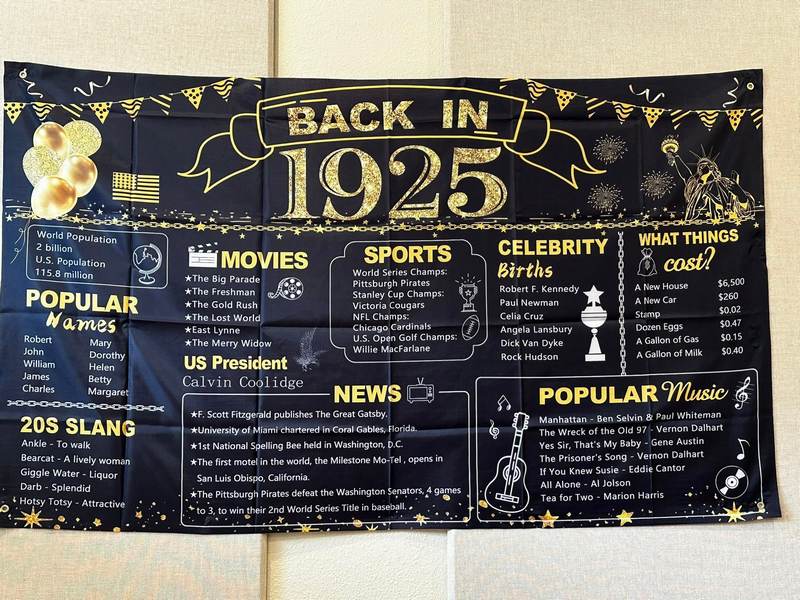 BACK IN
1925
World Population
2 billion
U.S. Population
115.8 million
POPULAR
Names
Robert Mary
John Dorothy
William Helen
James Betty
Charles Margaret
20S SLANG
Ankle - To walk
Bearcat - A lively woman
Giggle Water - Liquor
Darb - Splendid
Hotsy Totsy - Attractive
MOVIES
★The Big Parade
★The Freshman
★The Gold Rush
★The Lost World
★East Lynne
★The Merry Widow
US President
Calvin Coolidge
SPORTS
World Series Champs:
Pittsburgh Pirates
Stanley Cup Champs:
Victoria Cougars
NFL Champs:
Chicago Cardinals
U.S. Open Golf Champs:
Willie MacFarlane
CELEBRITY
Births
Robert F. Kennedy
Paul Newman
Celia Cruz
Angela Lansbury
Dick Van Dyke
Rock Hudson
WHAT THINGS
cost?
A New House $6,500
A New Car $260
Stamp $0.02
Dozen Eggs $0.47
A Gallon of Gas $0.15
A Gallon of Milk $0.40
NEWS
★F. Scott Fitzgerald publishes The Great Gatsby.
★University of Miami chartered in Coral Gables, Florida.
★1st National Spelling Bee held in Washington, D.C.
★The first motel in the world, the Milestone Mo-Tel , opens in
San Luis Obispo, California.
★The Pittsburgh Pirates defeat the Washington Senators, 4 games
to 3, to win their 2nd World Series Title in baseball.
POPULAR Music
Manhattan - Ben Selvin & Paul Whiteman
The Wreck of the Old 97 - Vernon Dalhart
Yes Sir, That's My Baby - Gene Austin
The Prisoner's Song - Vernon Dalhart
If You Knew Susie - Eddie Cantor
All Alone - Al Jolson
Tea for Two - Marion Harris